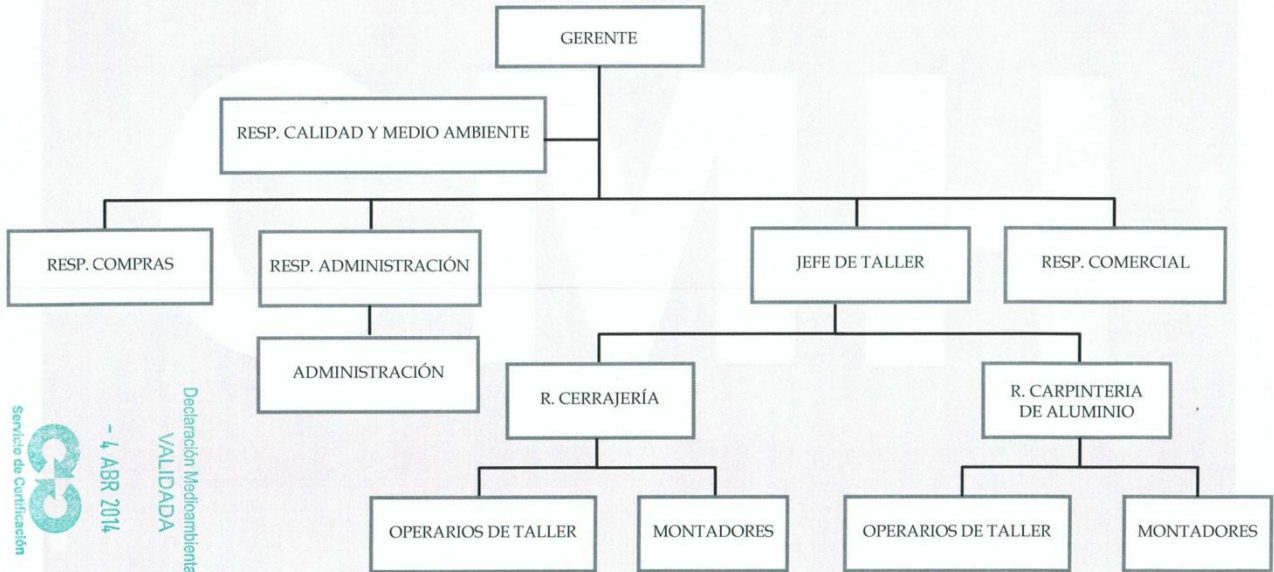 GERENTE
RESP. CALIDAD Y MEDIO AMBIENTE
RESP. COMPRAS
RESP. ADMINISTRACIÓN
JEFE DE TALLER
RESP. COMERCIAL
ADMINISTRACIÓN
R. CERRAJERÍA
R. CARPINTERIA
DE ALUMINIO
OPERARIOS DE TALLER
MONTADORES
OPERARIOS DE TALLER
MONTADORES
Declaración Medioambienta
VALIDADA
- 4 ABR 2014
Servicio de Certificación